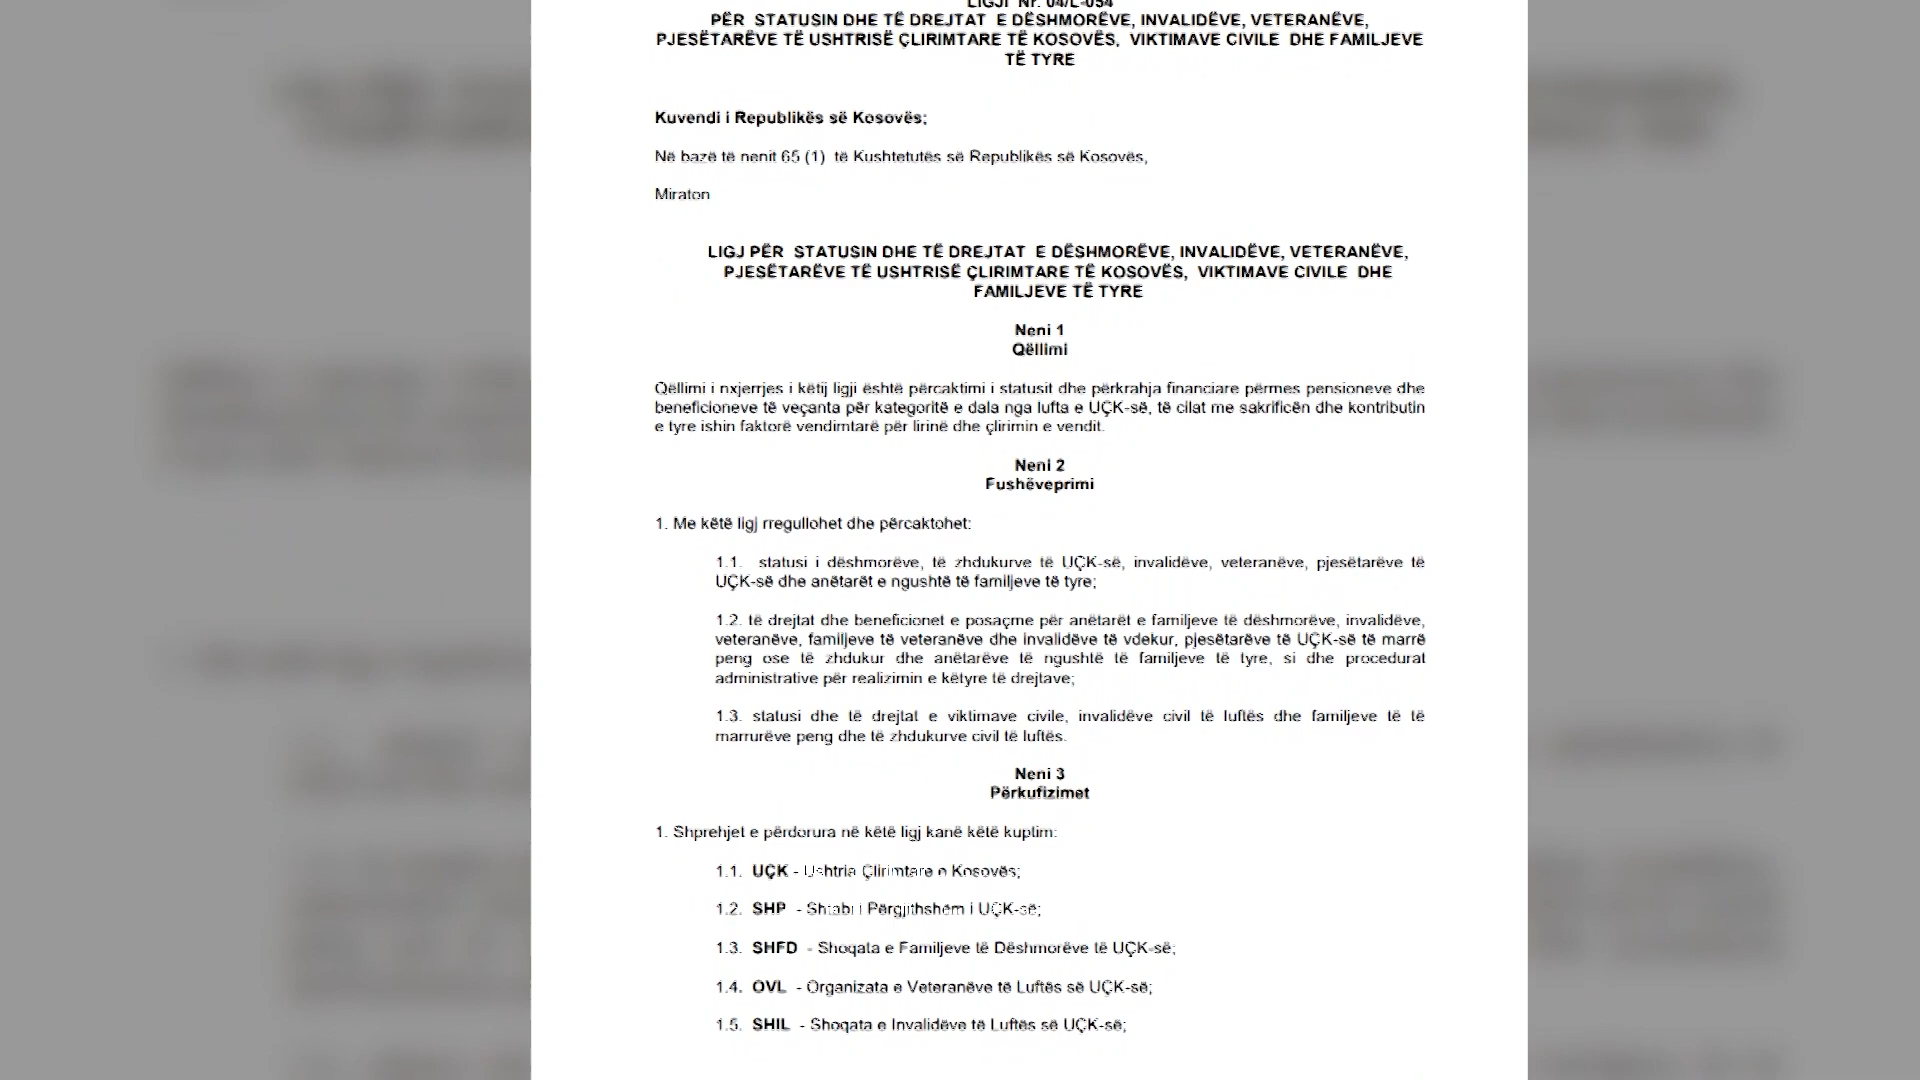 LIGJI Nr. 04/L-054
PËR STATUSIN DHE TË DREJTAT E DËSHMORËVE, INVALIDËVE, VETERANËVE,
PJESËTARËVE TË USHTRISË ÇLIRIMTARE TË KOSOVËS, VIKTIMAVE CIVILE DHE FAMILJEVE
TË TYRE
Kuvendi i Republikës së Kosovës;
Në bazë të nenit 65 (1) të Kushtetutës së Republikës së Kosovës,
Miraton
LIGJ PËR STATUSIN DHE TË DREJTAT E DËSHMORËVE, INVALIDËVE, VETERANËVE,
PJESËTARËVE TË USHTRISË ÇLIRIMTARE TË KOSOVËS, VIKTIMAVE CIVILE DHE
FAMILJEVE TË TYRE
Neni 1
Qëllimi
Qëllimi i nxjerrjes i këtij ligji është përcaktimi i statusit dhe përkrahja financiare përmes pensioneve dhe
beneficioneve të veçanta për kategoritë e dala nga lufta e UÇK-së, të cilat me sakrificën dhe kontributin
e tyre ishin faktorë vendimtarë për lirinë dhe çlirimin e vendit.
Neni 2
Fushëveprimi
1. Me këtë ligj rregullohet dhe përcaktohet:
1.1. statusi i dëshmorëve, të zhdukurve të UÇK-së, invalidëve, veteranëve, pjesëtarëve të
UÇK-së dhe anëtarët e ngushtë të familjeve të tyre;
1.2. të drejtat dhe beneficionet e posaçme për anëtarët e familjeve të dëshmorëve, invalidëve,
veteranëve, familjeve të veteranëve dhe invalidëve të vdekur, pjesëtarëve të UÇK-së të marrë
peng ose të zhdukur dhe anëtarëve të ngushtë të familjeve të tyre, si dhe procedurat
administrative për realizimin e këtyre të drejtave;
1.3. statusi dhe të drejtat e viktimave civile, invalidëve civil të luftës dhe familjeve të të
marrurëve peng dhe të zhdukurve civil të luftës.
Neni 3
Përkufizimet
1. Shprehjet e përdorura në këtë ligj kanë këtë kuptim:
1.1. UÇK - Ushtria Çlirimtare e Kosovës;
1.2. SHP - Shtabi i Përgjithshëm i UÇK-së;
1.3. SHFD - Shoqata e Familjeve të Dëshmorëve të UÇK-së;
1.4. OVL - Organizata e Veteranëve të Luftës së UÇK-së;
1.5. SHIL - Shoqata e Invalidëve të Luftës së UÇK-së;